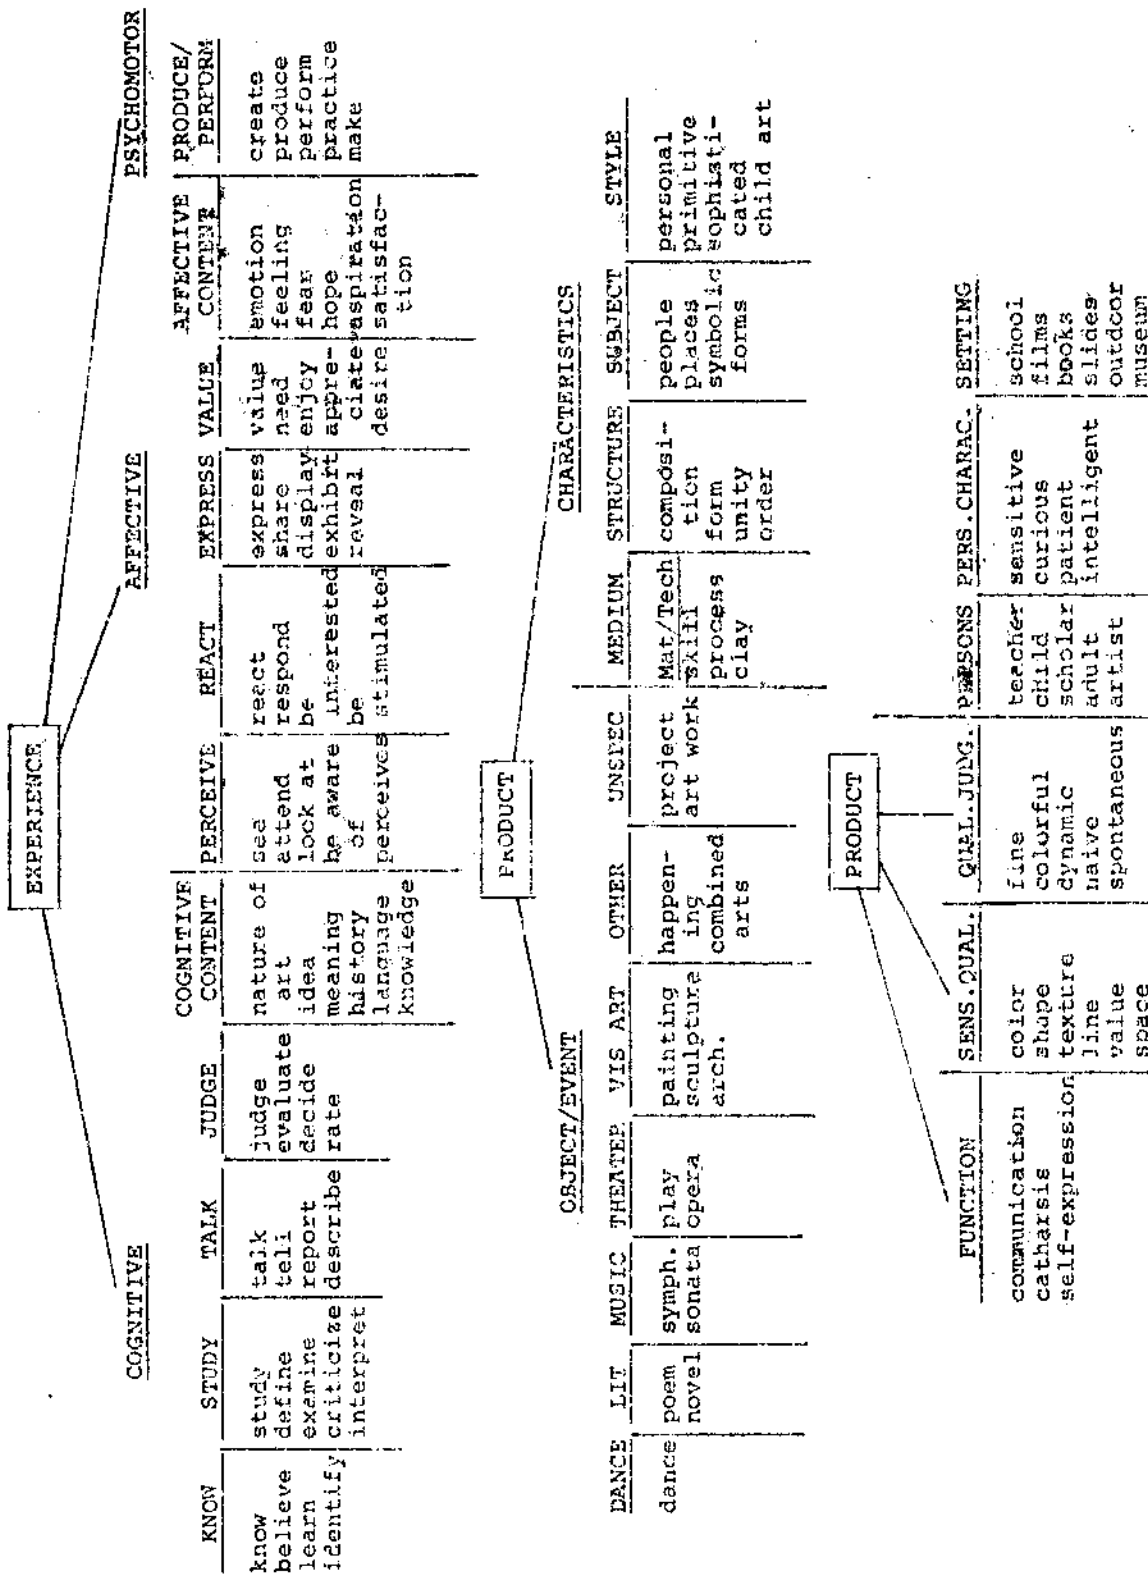 EXPERIENCE
COGNITIVE
AFFECTIVE
PSYCHOMOTOR
KNOW
know
believe
learn
identify
STUDY
study
define
examine
criticize
interpret
TALK
talk
tell
report
describe
JUDGE
judge
evaluate
decide
rate
COGNITIVE
CONTENT
nature of
art
idea
meaning
history
language
knowledge
PERCEIVE
see
attend
look at
be aware
of
perceives
REACT
react
respond
be
interested
be
stimulated
EXPRESS
express
share
display
exhibit
reveal
VALUE
value
need
enjoy
appre-
ciate
desire
AFFECTIVE
CONTENT
emotion
feeling
fear
hope
aspiration
satisfac-
tion
PRODUCE/
PERFORM
create
produce
perform
practice
make
PRODUCT
OBJECT/EVENT
CHARACTERISTICS
DANCE
dance
LIT
poem
novel
MUSIC
symph.
sonata
THEATER
play
opera
VIS ART
painting
sculpture
arch.
OTHER
happen-
ing
combined
arts
UNSPEC
project
art work
MEDIUM
Mat/Tech
skill
process
clay
STRUCTURE
composi-
tion
form
unity
order
SUBJECT
people
places
symbolic
forms
STYLE
personal
primitive
sophisti-
cated
child art
PRODUCT
FUNCTION
communication
catharsis
self-expression
SENS.QUAL.
color
shape
texture
line
value
space
QUAL.JUDG.
fine
colorful
dynamic
naive
spontaneous
PERSONS
teacher
child
scholar
adult
artist
PERS.CHARAC.
sensitive
curious
patient
intelligent
SETTING
school
films
books
slides
outdoor
museum